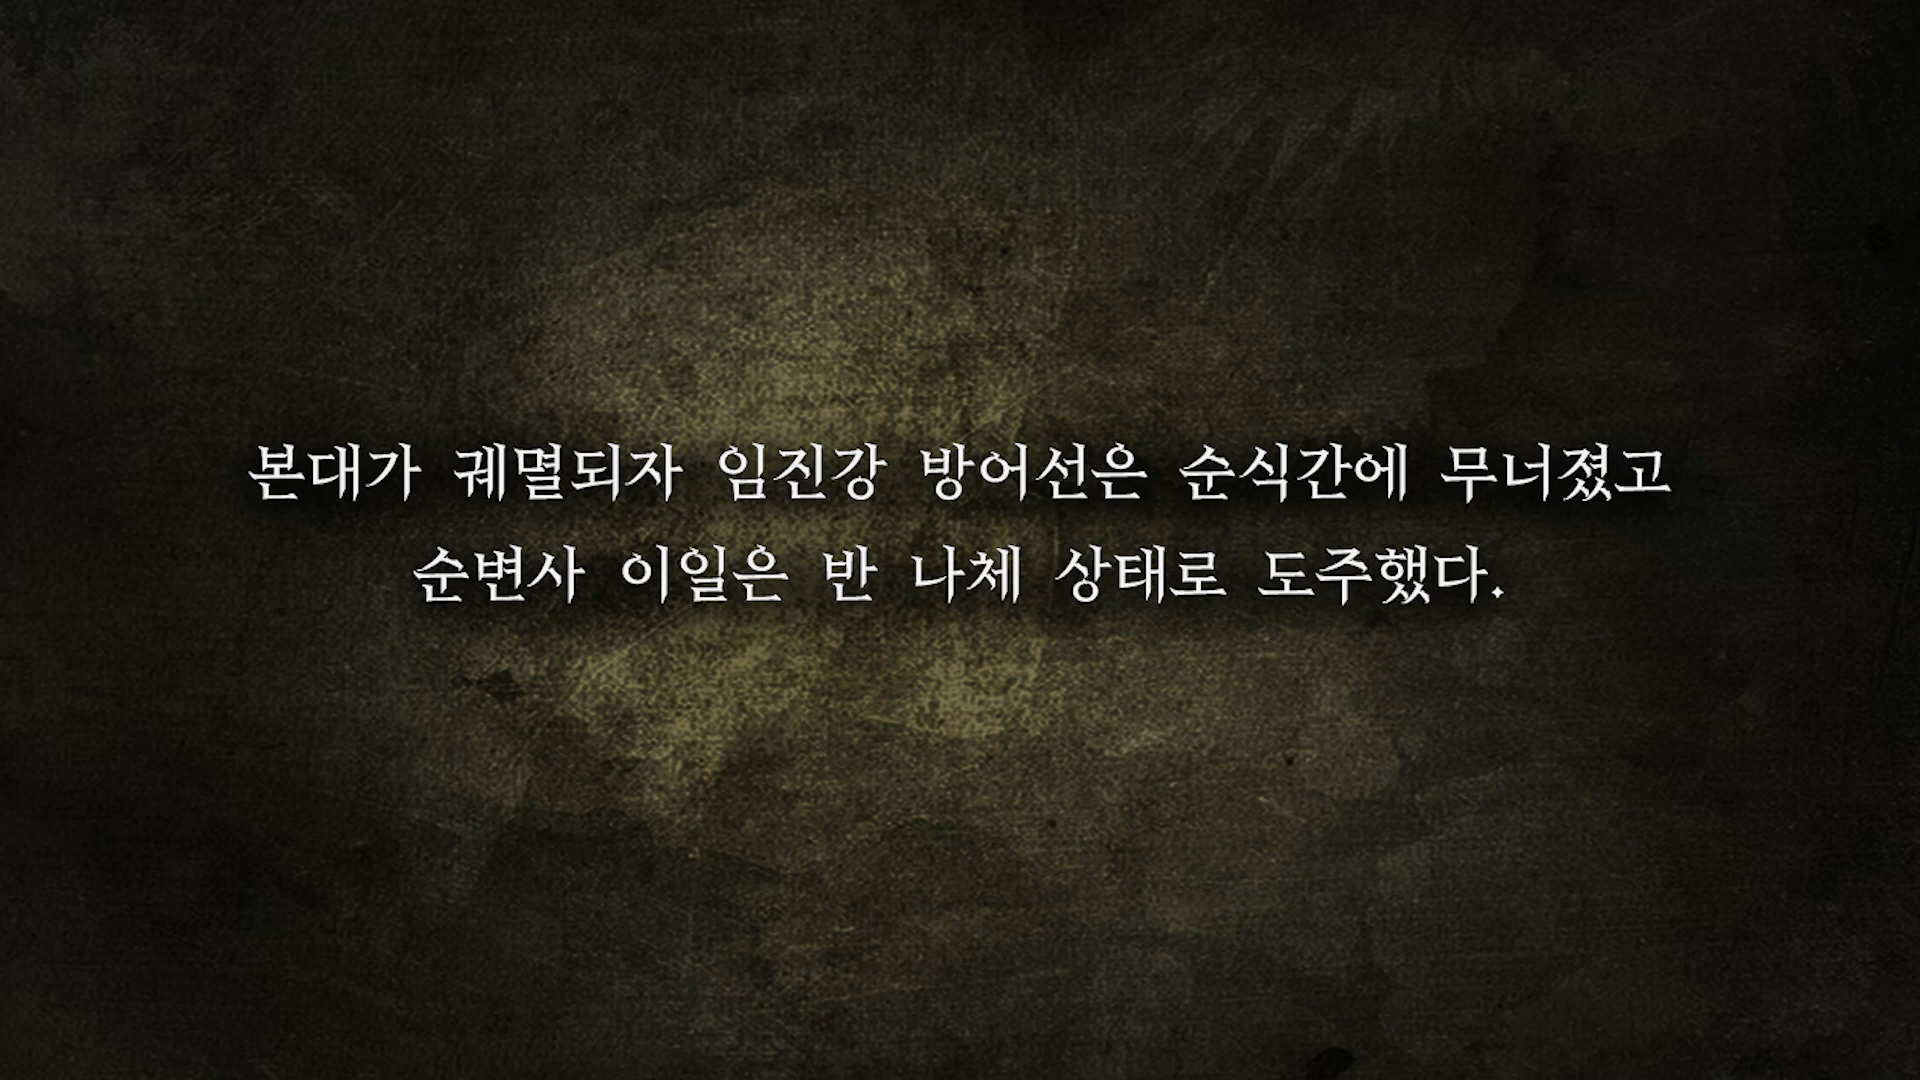 본대가 궤멸되자 임진강 방어선은 순식간에 무너졌고
순변사 이일은 반 나체 상태로 도주했다.